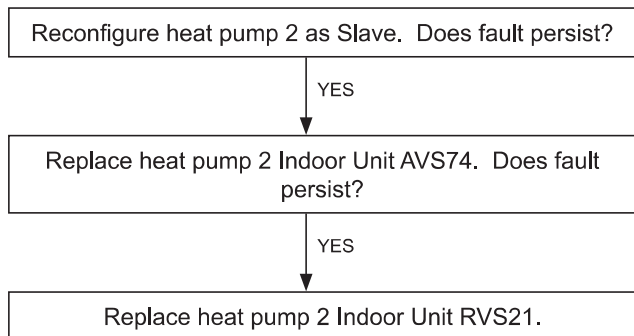 Reconfigure heat pump 2 as Slave. Does fault persist?
YES
Replace heat pump 2 Indoor Unit AVS74. Does fault
persist?
YES
Replace heat pump 2 Indoor Unit RVS21.